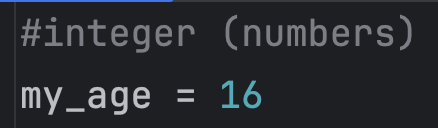 #integer (numbers)
my_age = 16